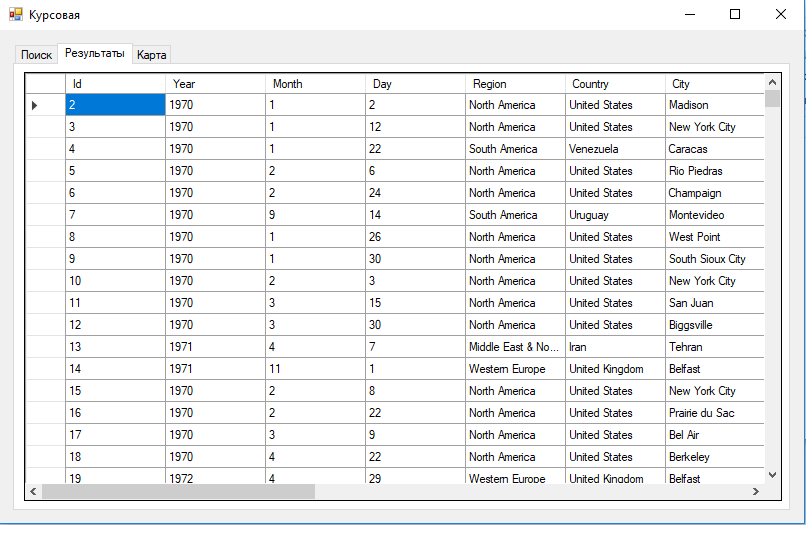 Курсовая
Поиск Результаты Карта
Id Year Month Day Region Country City
2 1970 1 2 North America United States Madison
3 1970 1 12 North America United States New York City
4 1970 1 22 South America Venezuela Caracas
5 1970 2 6 North America United States Rio Piedras
6 1970 2 24 North America United States Champaign
7 1970 9 14 South America Uruguay Montevideo
8 1970 1 26 North America United States West Point
9 1970 1 30 North America United States South Sioux City
10 1970 2 3 North America United States New York City
11 1970 3 15 North America United States San Juan
12 1970 3 30 North America United States Biggsville
13 1971 4 7 Middle East & No... Iran Tehran
14 1971 11 1 Western Europe United Kingdom Belfast
15 1970 2 8 North America United States New York City
16 1970 2 22 North America United States Prairie du Sac
17 1970 3 9 North America United States Bel Air
18 1970 4 22 North America United States Berkeley
19 1972 4 29 Western Europe United Kingdom Belfast